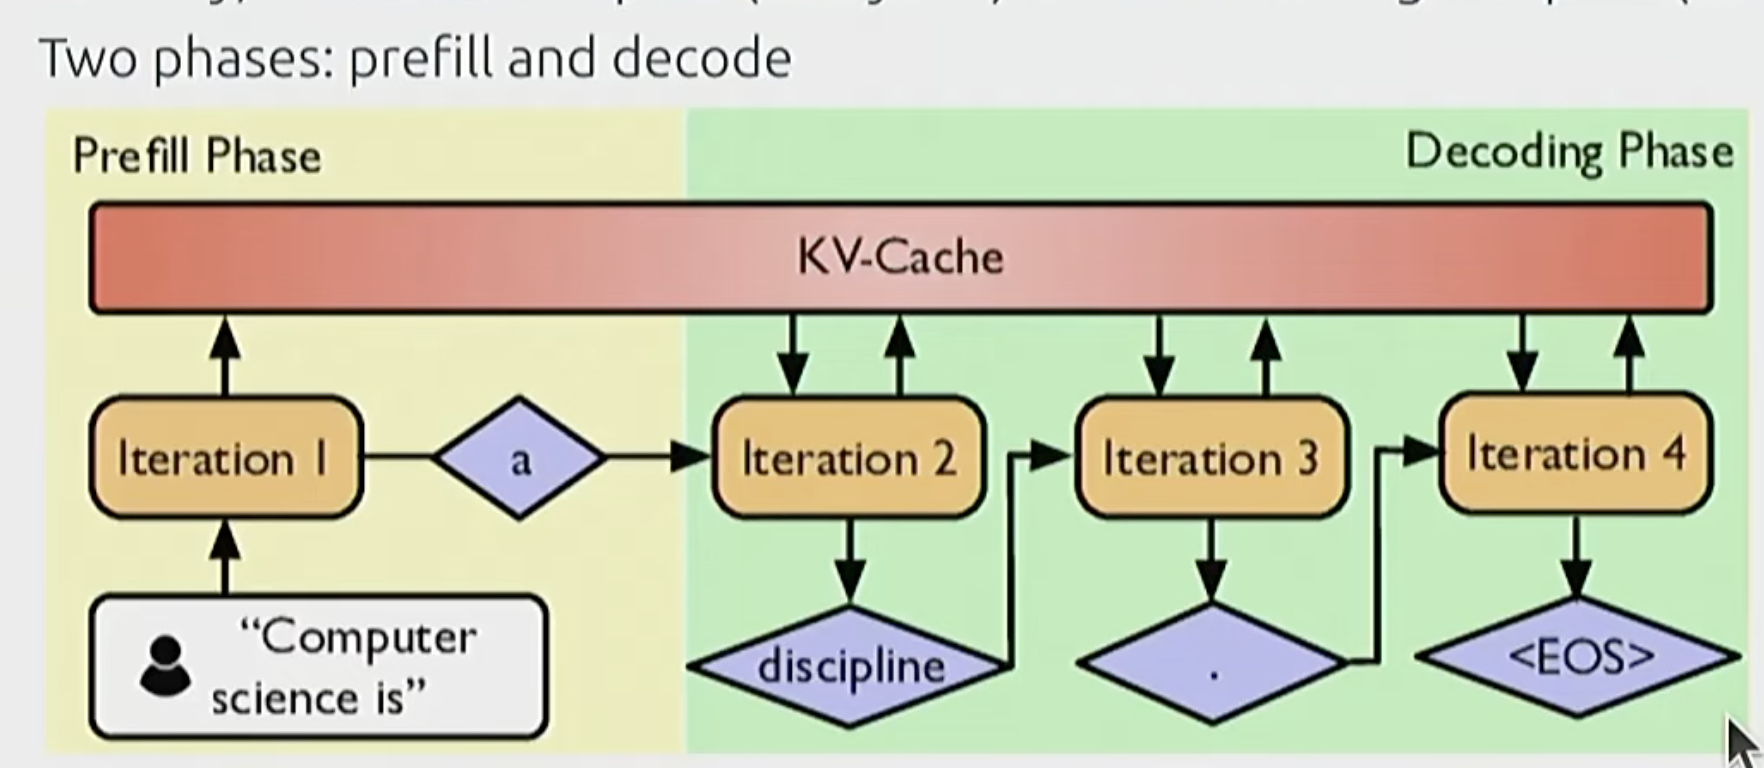 Two phases: prefill and decode
Prefill Phase
Decoding Phase
KV-Cache
Iteration 1
a
Iteration 2
Iteration 3
Iteration 4
“Computer
science is”
discipline
.
<EOS>